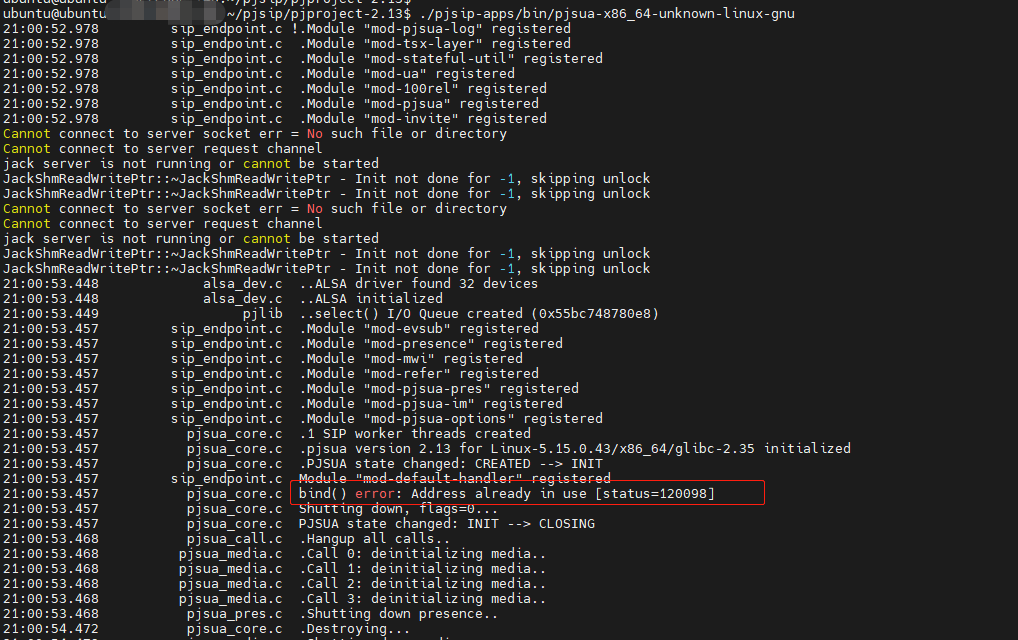 ubuntu@ubuntu ~/pjsip/pjproject-2.13$
ubuntu@ubuntu ~/pjsip/pjproject-2.13$ ./pjsip-apps/bin/pjsua-x86_64-unknown-linux-gnu
21:00:52.978 sip_endpoint.c !.Module "mod-pjsua-log" registered
21:00:52.978 sip_endpoint.c .Module "mod-tsx-layer" registered
21:00:52.978 sip_endpoint.c .Module "mod-stateful-util" registered
21:00:52.978 sip_endpoint.c .Module "mod-ua" registered
21:00:52.978 sip_endpoint.c .Module "mod-100rel" registered
21:00:52.978 sip_endpoint.c .Module "mod-pjsua" registered
21:00:52.978 sip_endpoint.c .Module "mod-invite" registered
Cannot connect to server socket err = No such file or directory
Cannot connect to server request channel
jack server is not running or cannot be started
JackShmReadWritePtr::~JackShmReadWritePtr - Init not done for -1, skipping unlock
JackShmReadWritePtr::~JackShmReadWritePtr - Init not done for -1, skipping unlock
Cannot connect to server socket err = No such file or directory
Cannot connect to server request channel
jack server is not running or cannot be started
JackShmReadWritePtr::~JackShmReadWritePtr - Init not done for -1, skipping unlock
JackShmReadWritePtr::~JackShmReadWritePtr - Init not done for -1, skipping unlock
21:00:53.448 alsa_dev.c ..ALSA driver found 32 devices
21:00:53.448 alsa_dev.c ..ALSA initialized
21:00:53.449 pjlib ..select() I/O Queue created (0x55bc748780e8)
21:00:53.457 sip_endpoint.c .Module "mod-evsub" registered
21:00:53.457 sip_endpoint.c .Module "mod-presence" registered
21:00:53.457 sip_endpoint.c .Module "mod-mwi" registered
21:00:53.457 sip_endpoint.c .Module "mod-refer" registered
21:00:53.457 sip_endpoint.c .Module "mod-pjsua-pres" registered
21:00:53.457 sip_endpoint.c .Module "mod-pjsua-im" registered
21:00:53.457 sip_endpoint.c .Module "mod-pjsua-options" registered
21:00:53.457 pjsua_core.c .1 SIP worker threads created
21:00:53.457 pjsua_core.c .pjsua version 2.13 for Linux-5.15.0.43/x86_64/glibc-2.35 initialized
21:00:53.457 pjsua_core.c .PJSUA state changed: CREATED --> INIT
21:00:53.457 sip_endpoint.c Module "mod-default-handler" registered
21:00:53.457 pjsua_core.c bind() error: Address already in use [status=120098]
21:00:53.457 pjsua_core.c Shutting down, flags=0...
21:00:53.457 pjsua_core.c PJSUA state changed: INIT --> CLOSING
21:00:53.468 pjsua_call.c .Hangup all calls..
21:00:53.468 pjsua_media.c .Call 0: deinitializing media..
21:00:53.468 pjsua_media.c .Call 1: deinitializing media..
21:00:53.468 pjsua_media.c .Call 2: deinitializing media..
21:00:53.468 pjsua_media.c .Call 3: deinitializing media..
21:00:53.468 pjsua_pres.c .Shutting down presence..
21:00:54.472 pjsua_core.c .Destroying...